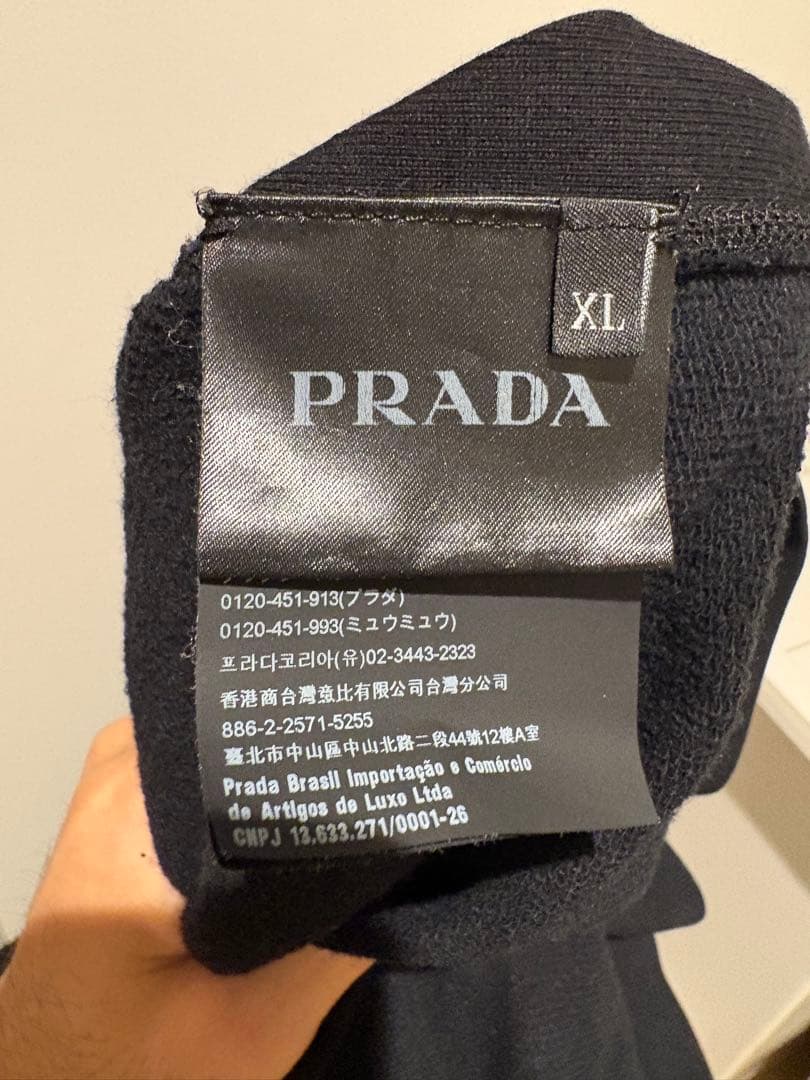 XL
PRADA
0120-451-913(プラダ)
0120-451-993(ミュウミュウ)
프라다코리아(유)02-3443-2323
香港商台灣意比有限公司台灣分公司
886-2-2571-5255
臺北市中山區中山北路二段44號12樓A室
Prada Brasil Importação e Comércio
de Artigos de Luxo Ltda
CNPJ 13.633.271/0001-26